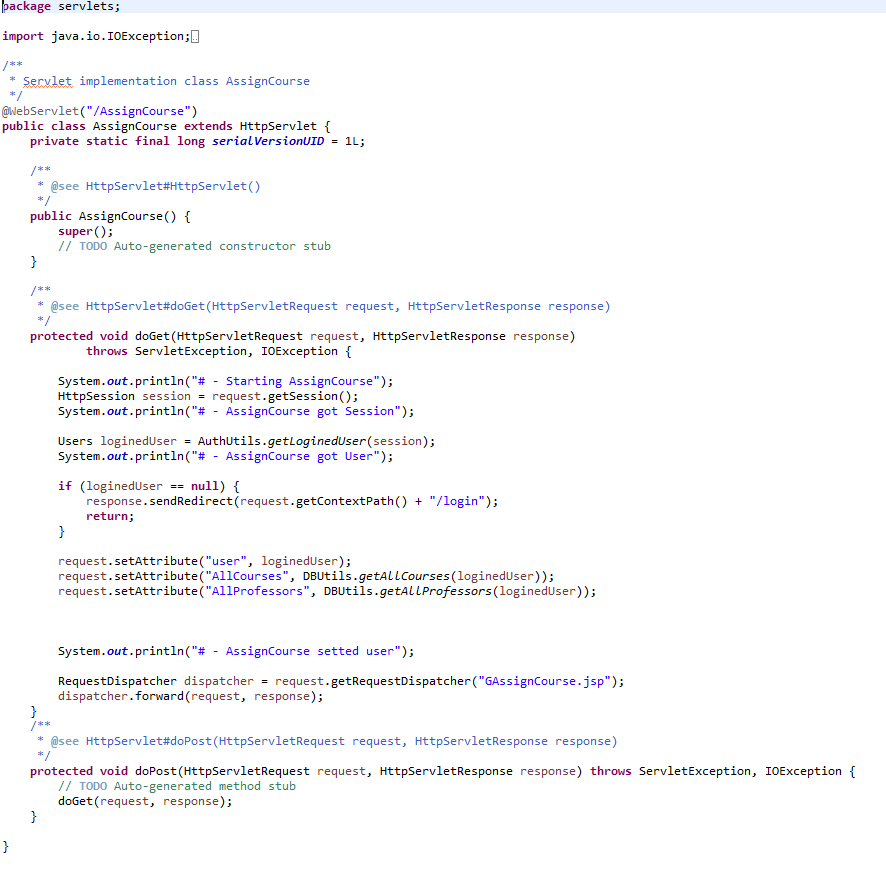 package servlets;
import java.io.IOException;
/**
 * Servlet implementation class AssignCourse
 */
@WebServlet("/AssignCourse")
public class AssignCourse extends HttpServlet {
    private static final long serialVersionUID = 1L;
    /**
     * @see HttpServlet#HttpServlet()
     */
    public AssignCourse() {
        super();
        // TODO Auto-generated constructor stub
    }
    /**
     * @see HttpServlet#doGet(HttpServletRequest request, HttpServletResponse response)
     */
    protected void doGet(HttpServletRequest request, HttpServletResponse response)
            throws ServletException, IOException {
        System.out.println("# - Starting AssignCourse");
        HttpSession session = request.getSession();
        System.out.println("# - AssignCourse got Session");
        Users loginedUser = AuthUtils.getLoginedUser(session);
        System.out.println("# - AssignCourse got User");
        if (loginedUser == null) {
            response.sendRedirect(request.getContextPath() + "/login");
            return;
        }
        request.setAttribute("user", loginedUser);
        request.setAttribute("AllCourses", DBUtils.getAllCourses(loginedUser));
        request.setAttribute("AllProfessors", DBUtils.getAllProfessors(loginedUser));
        System.out.println("# - AssignCourse setted user");
        RequestDispatcher dispatcher = request.getRequestDispatcher("GAssignCourse.jsp");
        dispatcher.forward(request, response);
    }
    /**
     * @see HttpServlet#doPost(HttpServletRequest request, HttpServletResponse response)
     */
    protected void doPost(HttpServletRequest request, HttpServletResponse response) throws ServletException, IOException {
        // TODO Auto-generated method stub
        doGet(request, response);
    }
}